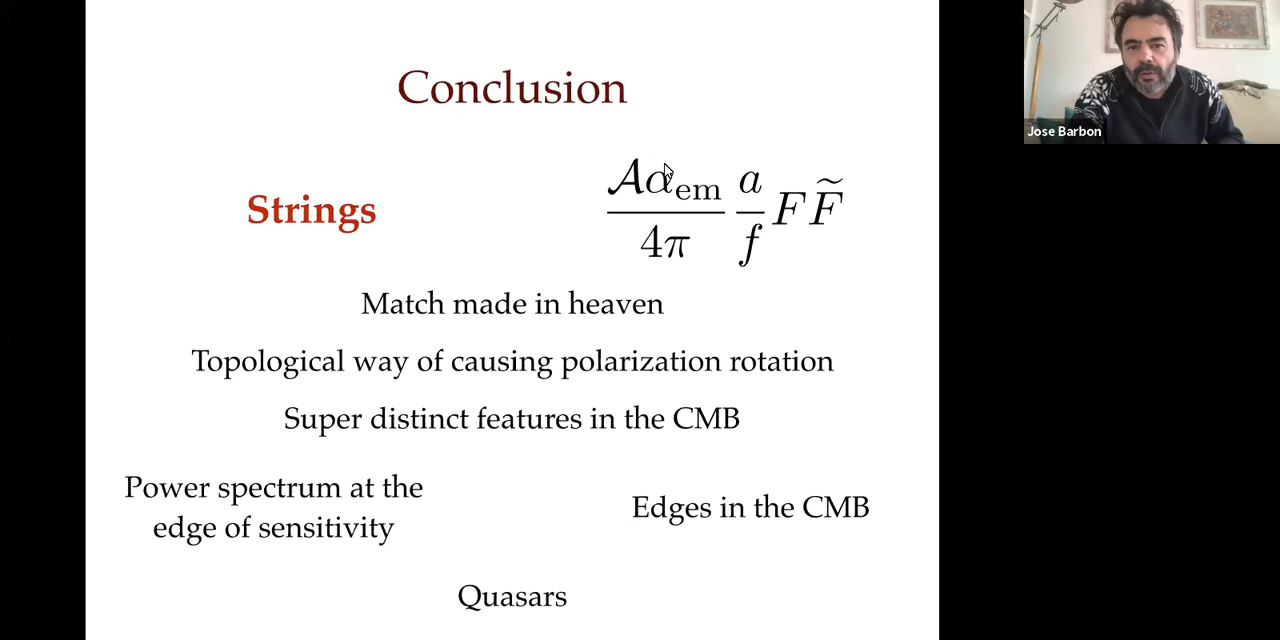 Conclusion
Strings
𝒜α_em/4π a/f FF̃
Match made in heaven
Topological way of causing polarization rotation
Super distinct features in the CMB
Power spectrum at the
edge of sensitivity
Edges in the CMB
Quasars
Jose Barbon